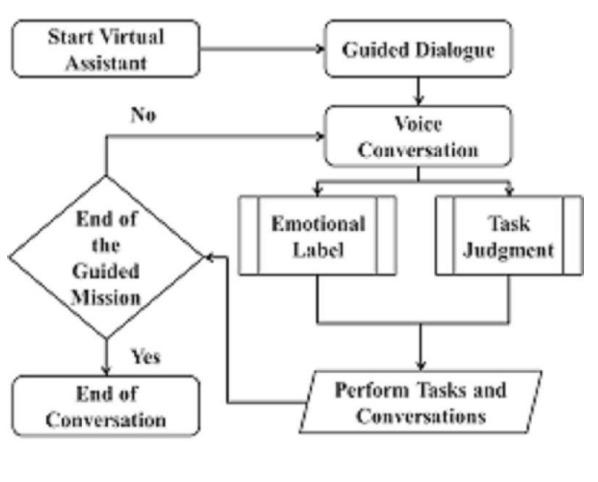 Start Virtual
Assistant
Guided Dialogue
No
Voice
Conversation
Emotional
Label
Task
Judgment
End of
the
Guided
Mission
Yes
Perform Tasks and
Conversations
End of
Conversation